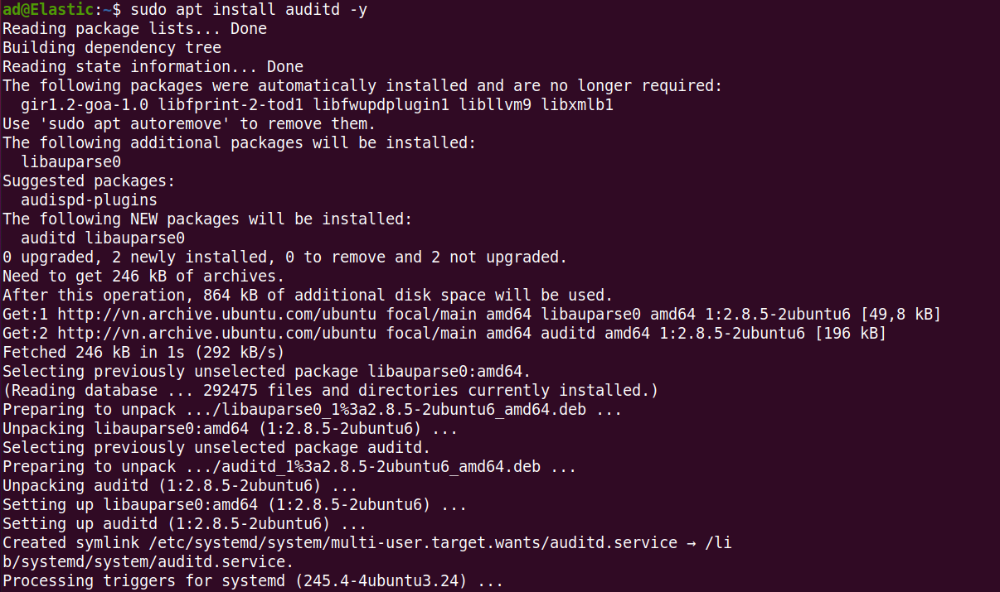 ad@Elastic:~$ sudo apt install auditd -y
Reading package lists... Done
Building dependency tree
Reading state information... Done
The following packages were automatically installed and are no longer required:
  gir1.2-goa-1.0 libfprint-2-tod1 libfwupdplugin1 libllvm9 libxmlb1
Use 'sudo apt autoremove' to remove them.
The following additional packages will be installed:
  libauparse0
Suggested packages:
  audispd-plugins
The following NEW packages will be installed:
  auditd libauparse0
0 upgraded, 2 newly installed, 0 to remove and 2 not upgraded.
Need to get 246 kB of archives.
After this operation, 864 kB of additional disk space will be used.
Get:1 http://vn.archive.ubuntu.com/ubuntu focal/main amd64 libauparse0 amd64 1:2.8.5-2ubuntu6 [49,8 kB]
Get:2 http://vn.archive.ubuntu.com/ubuntu focal/main amd64 auditd amd64 1:2.8.5-2ubuntu6 [196 kB]
Fetched 246 kB in 1s (292 kB/s)
Selecting previously unselected package libauparse0:amd64.
(Reading database ... 292475 files and directories currently installed.)
Preparing to unpack .../libauparse0_1%3a2.8.5-2ubuntu6_amd64.deb ...
Unpacking libauparse0:amd64 (1:2.8.5-2ubuntu6) ...
Selecting previously unselected package auditd.
Preparing to unpack .../auditd_1%3a2.8.5-2ubuntu6_amd64.deb ...
Unpacking auditd (1:2.8.5-2ubuntu6) ...
Setting up libauparse0:amd64 (1:2.8.5-2ubuntu6) ...
Setting up auditd (1:2.8.5-2ubuntu6) ...
Created symlink /etc/systemd/system/multi-user.target.wants/auditd.service → /li
b/systemd/system/auditd.service.
Processing triggers for systemd (245.4-4ubuntu3.24) ...